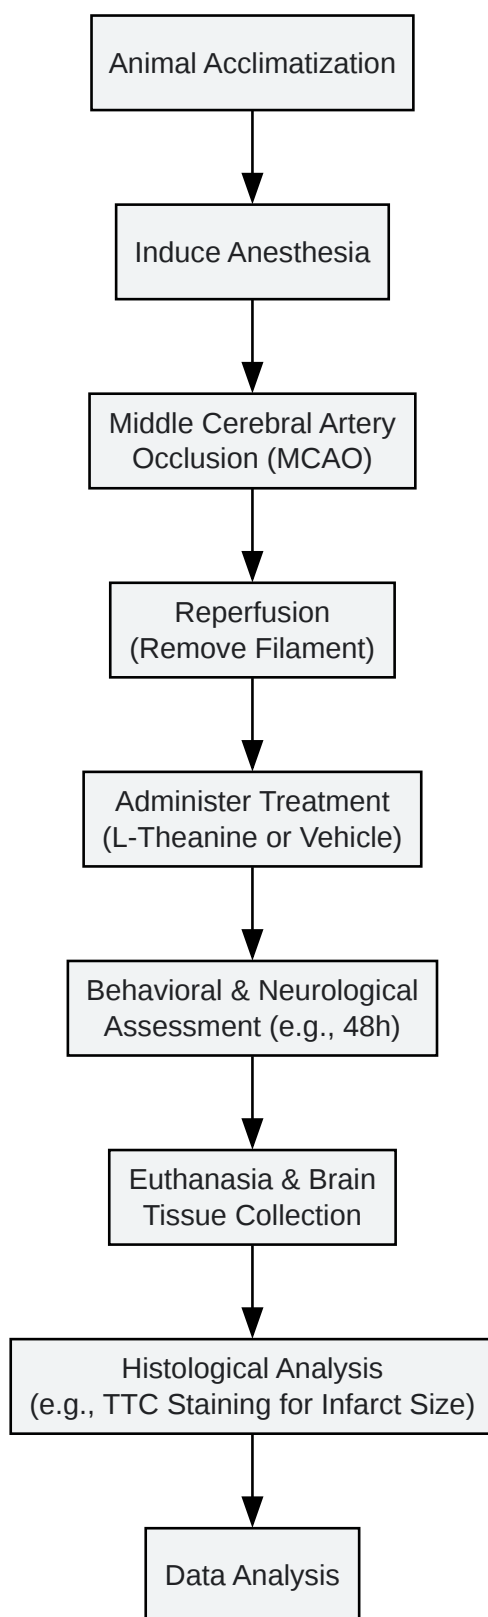 Animal Acclimatization
Induce Anesthesia
Middle Cerebral Artery
Occlusion (MCAO)
Reperfusion
(Remove Filament)
Administer Treatment
(L-Theanine or Vehicle)
Behavioral & Neurological
Assessment (e.g., 48h)
Euthanasia & Brain
Tissue Collection
Histological Analysis
(e.g., TTC Staining for Infarct Size)
Data Analysis